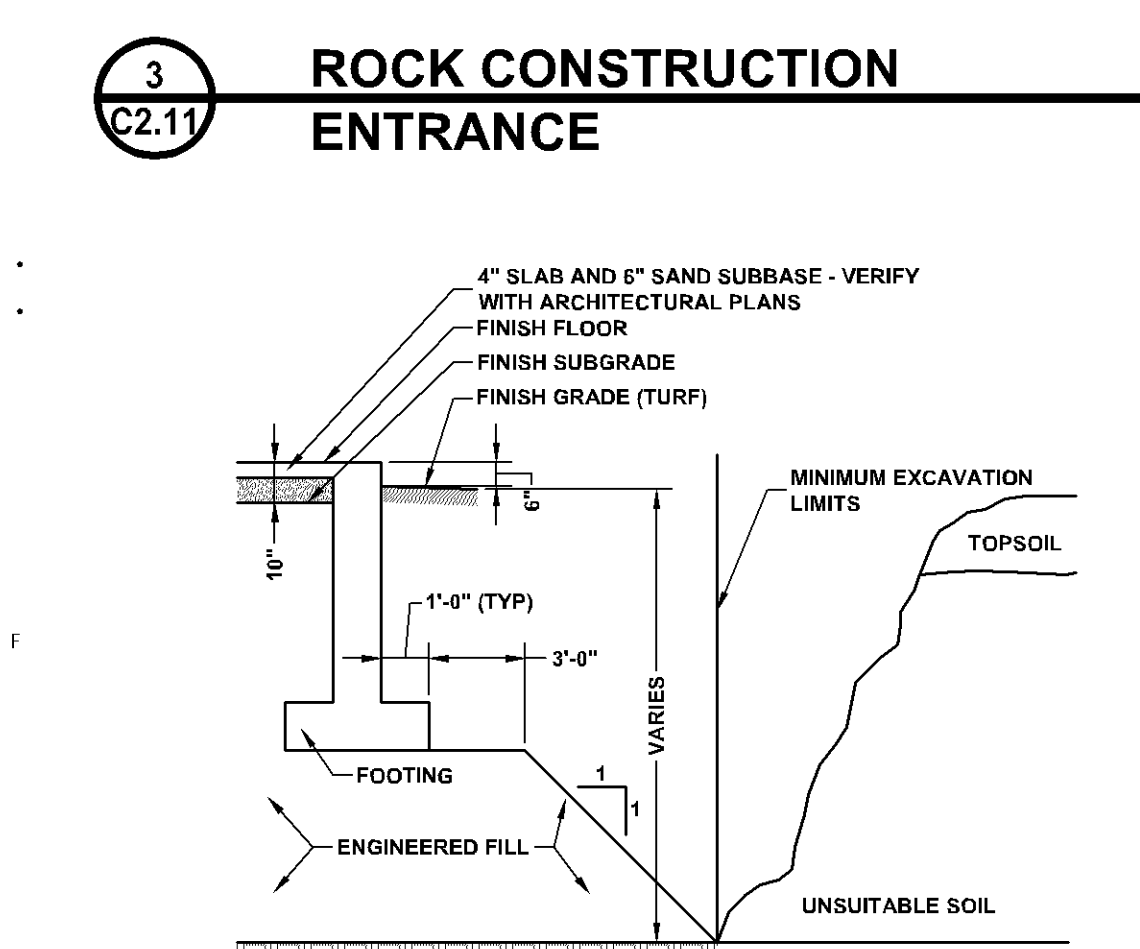 3
C2.11
ROCK CONSTRUCTION
ENTRANCE
4" SLAB AND 6" SAND SUBBASE - VERIFY
WITH ARCHITECTURAL PLANS
FINISH FLOOR
FINISH SUBGRADE
FINISH GRADE (TURF)
6"
10"
MINIMUM EXCAVATION
LIMITS
TOPSOIL
1'-0" (TYP)
F
3'-0"
VARIES
FOOTING
1
1
ENGINEERED FILL
UNSUITABLE SOIL